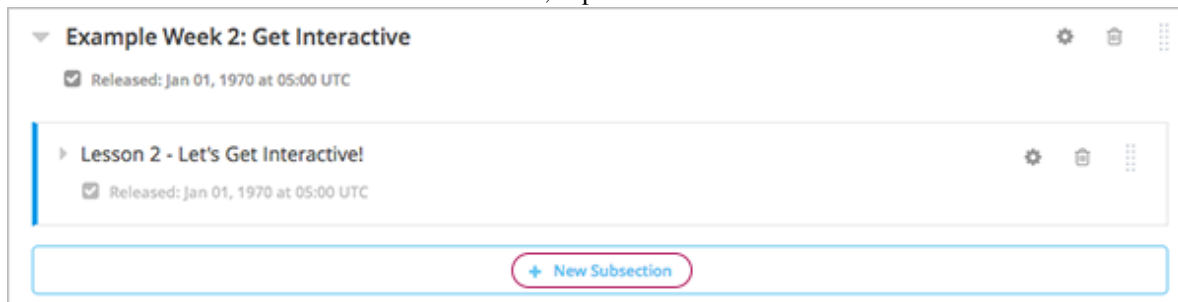 Example Week 2: Get Interactive
Released: Jan 01, 1970 at 05:00 UTC
Lesson 2 - Let's Get Interactive!
Released: Jan 01, 1970 at 05:00 UTC
+ New Subsection